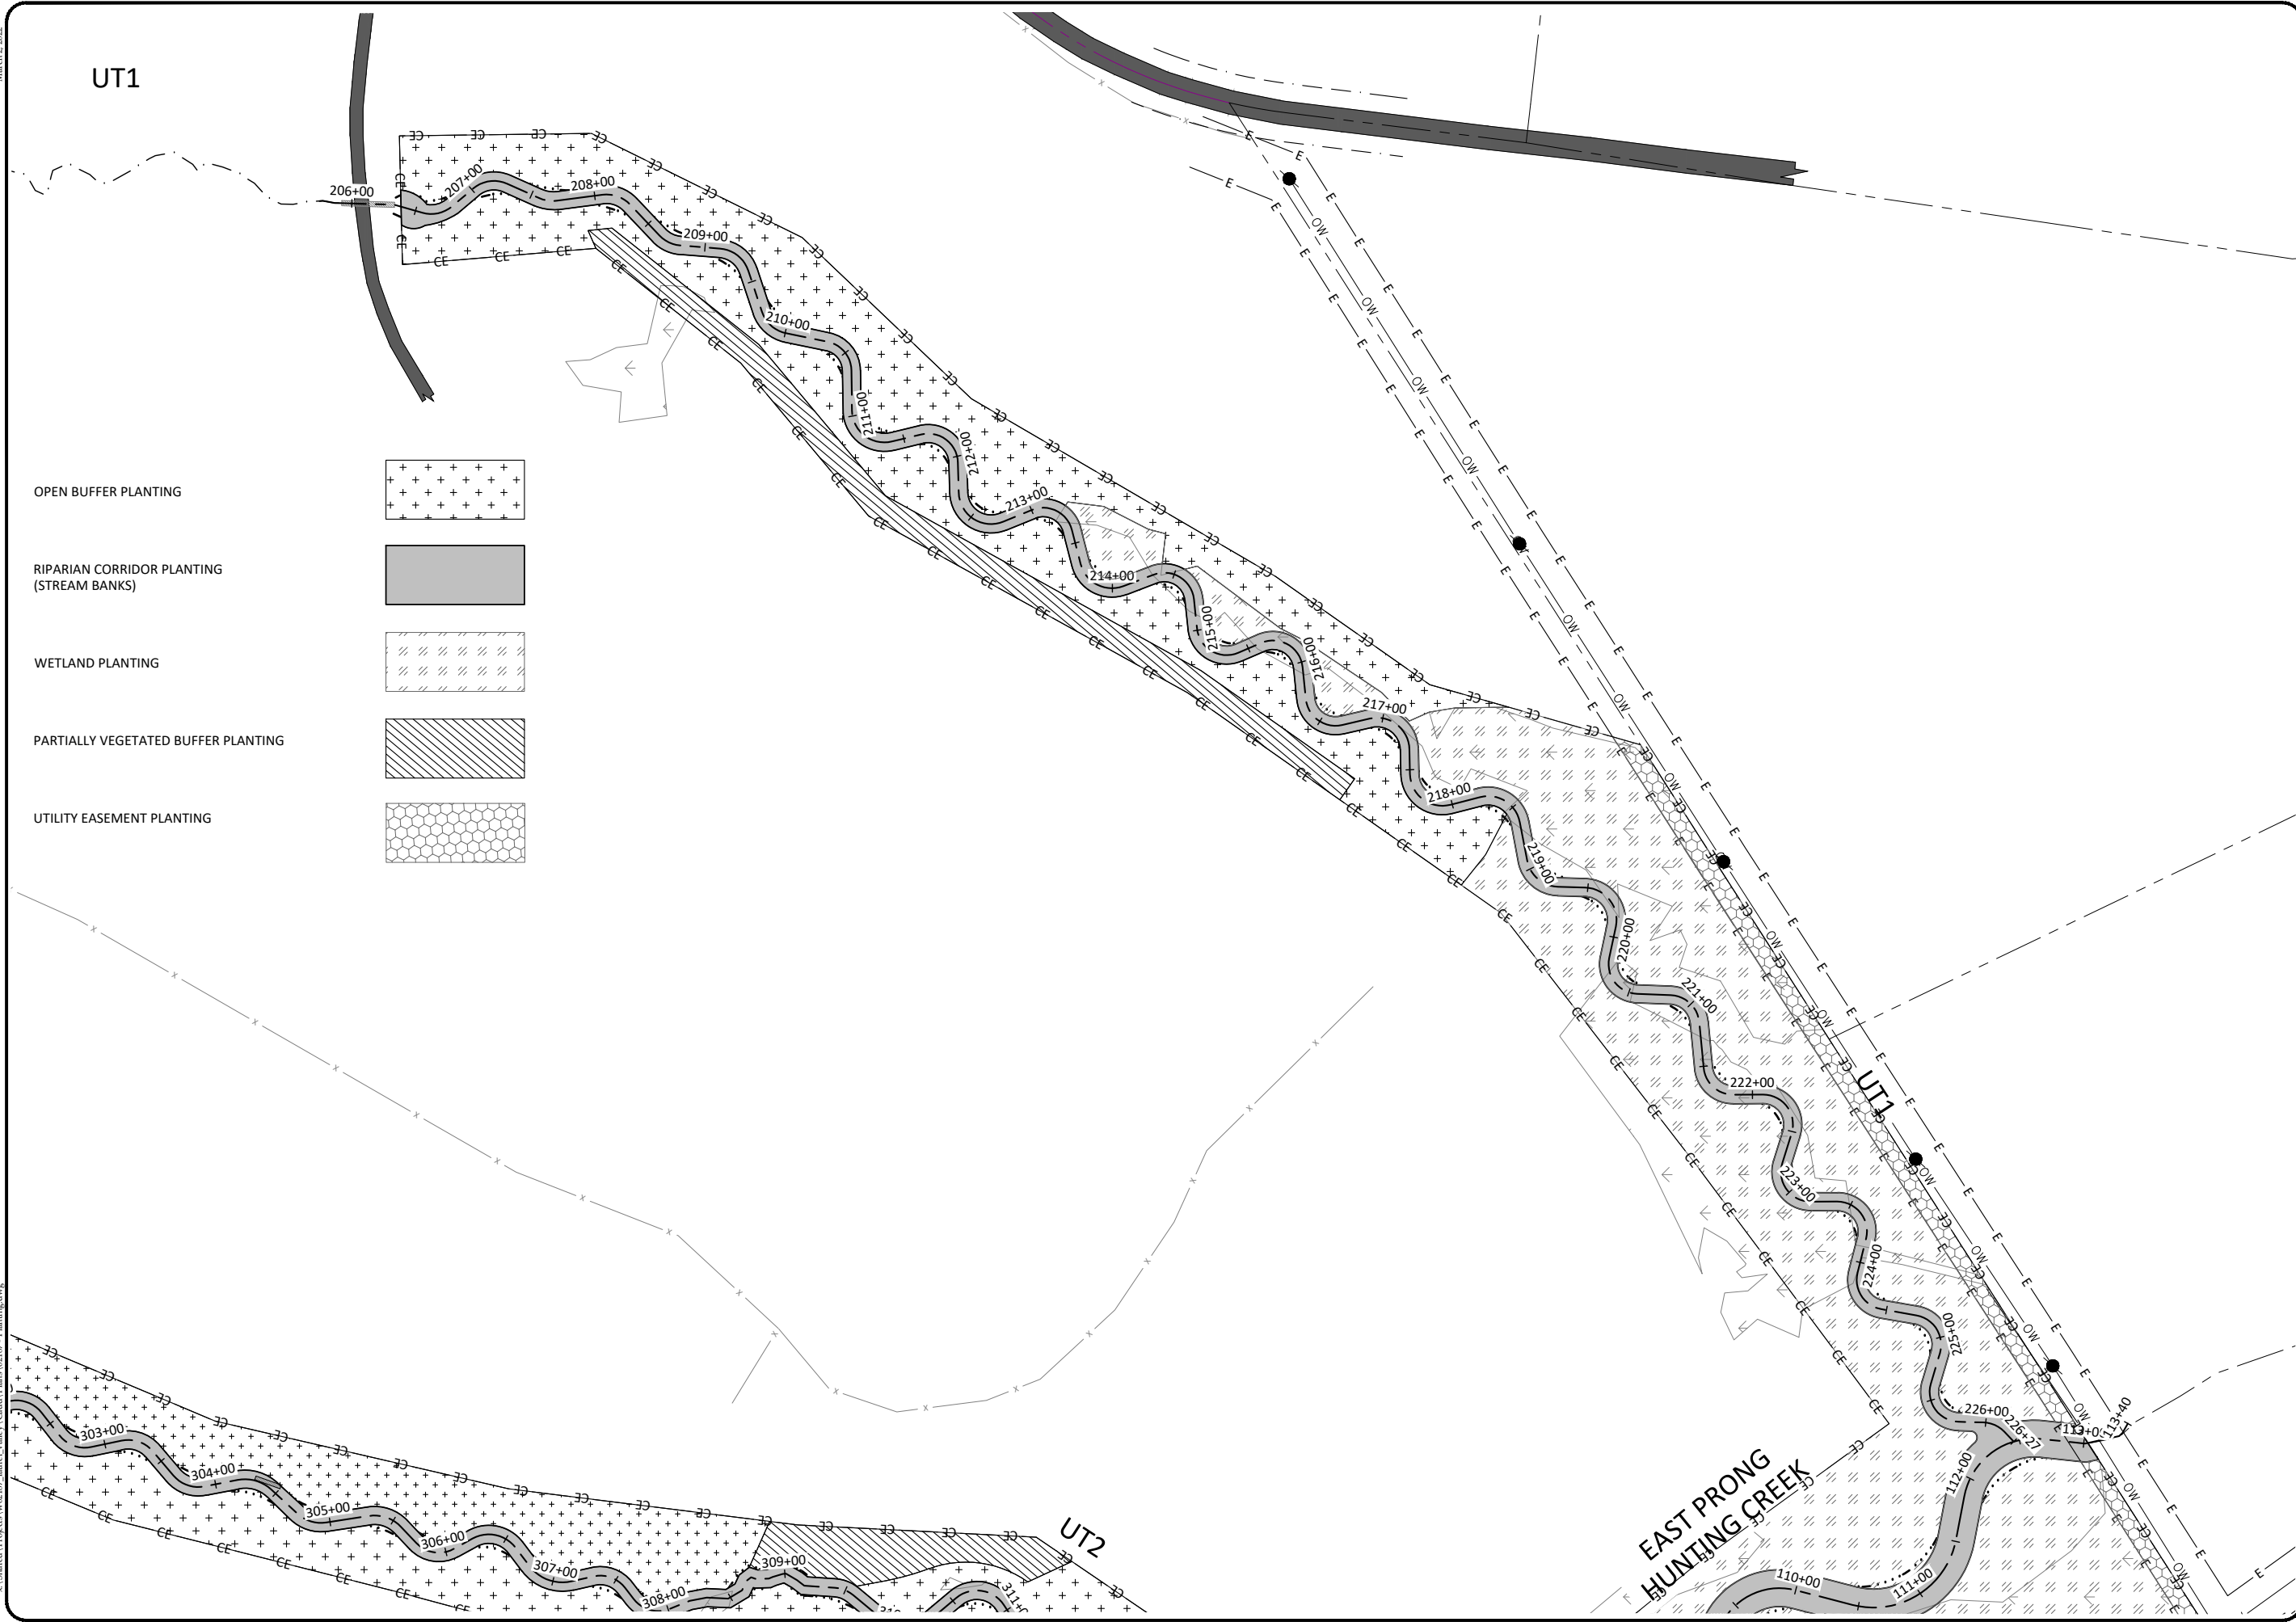 UT1
206+00
207+00
208+00
209+00
210+00
211+00
212+00
213+00
214+00
215+00
216+00
217+00
218+00
219+00
220+00
221+00
222+00
223+00
224+00
225+00
226+00
226+27
113+40
112+00
111+00
110+00
OPEN BUFFER PLANTING
RIPARIAN CORRIDOR PLANTING
(STREAM BANKS)
WETLAND PLANTING
PARTIALLY VEGETATED BUFFER PLANTING
UTILITY EASEMENT PLANTING
CE
E
OW
x
UT1
EAST PRONG
HUNTING CREEK
UT2
303+00
304+00
305+00
306+00
307+00
308+00
309+00